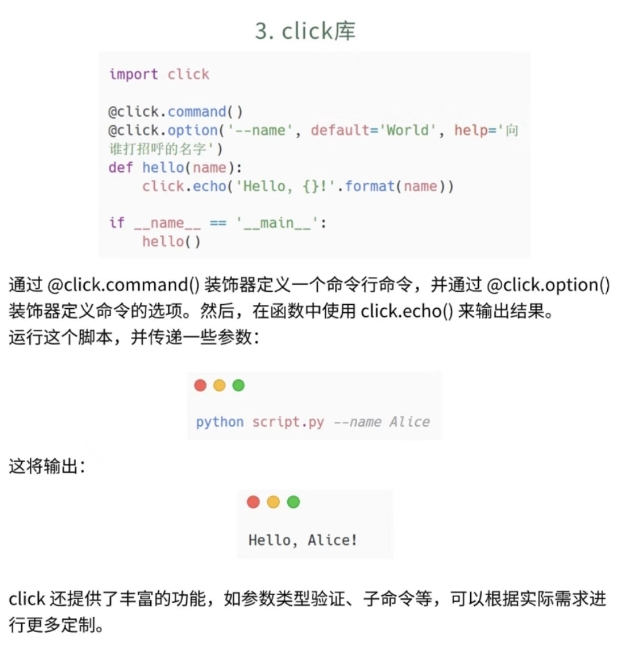 3. click库
import click
@click.command()
@click.option('--name', default='World', help='向
谁打招呼的名字')
def hello(name):
    click.echo('Hello, {}!'.format(name))
if __name__ == '__main__':
    hello()
通过 @click.command() 装饰器定义一个命令行命令，并通过 @click.option()
装饰器定义命令的选项。然后，在函数中使用 click.echo() 来输出结果。
运行这个脚本，并传递一些参数：
python script.py --name Alice
这将输出：
Hello, Alice!
click 还提供了丰富的功能，如参数类型验证、子命令等，可以根据实际需求进
行更多定制。